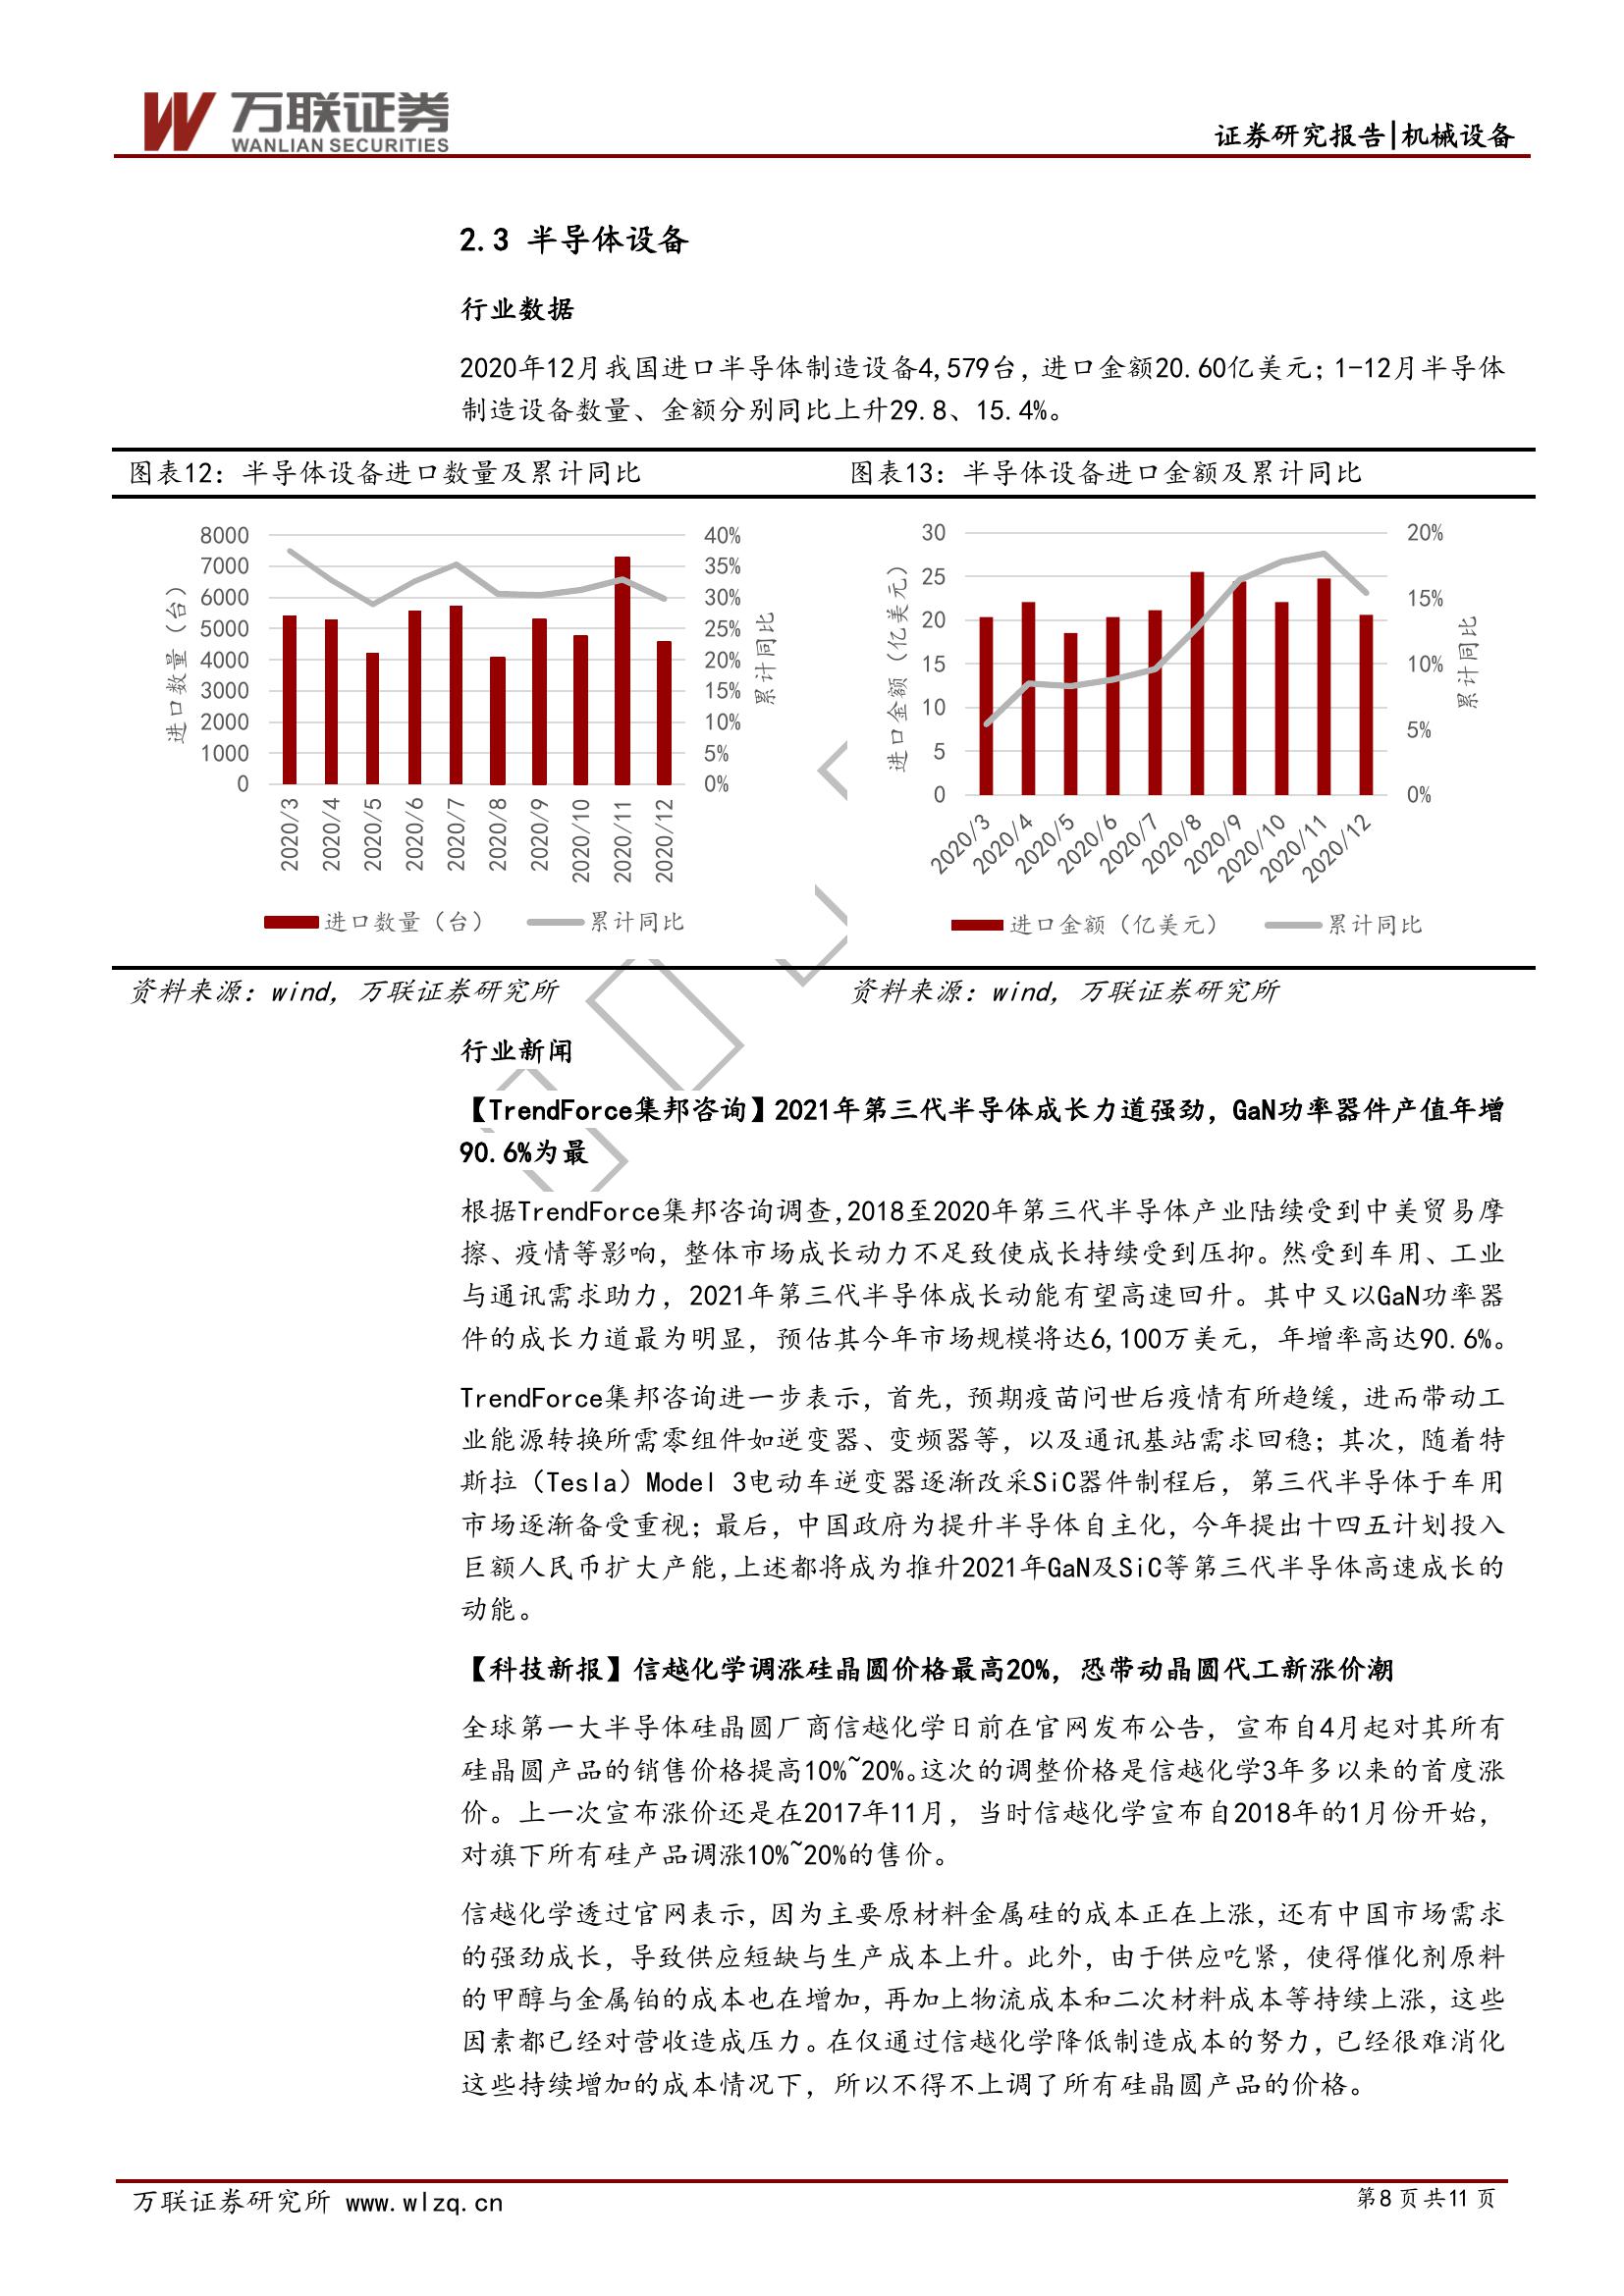 万联证券
WANLIAN SECURITIES
证券研究报告|机械设备
2.3 半导体设备
行业数据
2020年12月我国进口半导体制造设备4,579台，进口金额20.60亿美元；1-12月半导体
制造设备数量、金额分别同比上升29.8、15.4%。
图表12：半导体设备进口数量及累计同比
图表13：半导体设备进口金额及累计同比
进口数量（台）
8000
7000
6000
5000
4000
3000
2000
1000
0
40%
35%
30%
25%
20%
15%
10%
5%
0%
累计同比
2020/3
2020/4
2020/5
2020/6
2020/7
2020/8
2020/9
2020/10
2020/11
2020/12
进口数量（台）
累计同比
进口金额（亿美元）
30
25
20
15
10
5
0
20%
15%
10%
5%
0%
累计同比
2020/3
2020/4
2020/5
2020/6
2020/7
2020/8
2020/9
2020/10
2020/11
2020/12
进口金额（亿美元）
累计同比
资料来源：wind，万联证券研究所
资料来源：wind，万联证券研究所
行业新闻
【TrendForce集邦咨询】2021年第三代半导体成长力道强劲，GaN功率器件产值年增
90.6%为最
根据TrendForce集邦咨询调查,2018至2020年第三代半导体产业陆续受到中美贸易摩
擦、疫情等影响，整体市场成长动力不足致使成长持续受到压抑。然受到车用、工业
与通讯需求助力，2021年第三代半导体成长动能有望高速回升。其中又以GaN功率器
件的成长力道最为明显，预估其今年市场规模将达6,100万美元，年增率高达90.6%。
TrendForce集邦咨询进一步表示，首先，预期疫苗问世后疫情有所趋缓，进而带动工
业能源转换所需零组件如逆变器、变频器等，以及通讯基站需求回稳；其次，随着特
斯拉（Tesla）Model 3电动车逆变器逐渐改采SiC器件制程后，第三代半导体于车用
市场逐渐备受重视；最后，中国政府为提升半导体自主化，今年提出十四五计划投入
巨额人民币扩大产能,上述都将成为推升2021年GaN及SiC等第三代半导体高速成长的
动能。
【科技新报】信越化学调涨硅晶圆价格最高20%，恐带动晶圆代工新涨价潮
全球第一大半导体硅晶圆厂商信越化学日前在官网发布公告，宣布自4月起对其所有
硅晶圆产品的销售价格提高10%~20%。这次的调整价格是信越化学3年多以来的首度涨
价。上一次宣布涨价还是在2017年11月，当时信越化学宣布自2018年的1月份开始，
对旗下所有硅产品调涨10%~20%的售价。
信越化学透过官网表示，因为主要原材料金属硅的成本正在上涨，还有中国市场需求
的强劲成长，导致供应短缺与生产成本上升。此外，由于供应吃紧，使得催化剂原料
的甲醇与金属铂的成本也在增加，再加上物流成本和二次材料成本等持续上涨，这些
因素都已经对营收造成压力。在仅通过信越化学降低制造成本的努力，已经很难消化
这些持续增加的成本情况下，所以不得不上调了所有硅晶圆产品的价格。
万联证券研究所 www.wlzq.cn
第8页共11页